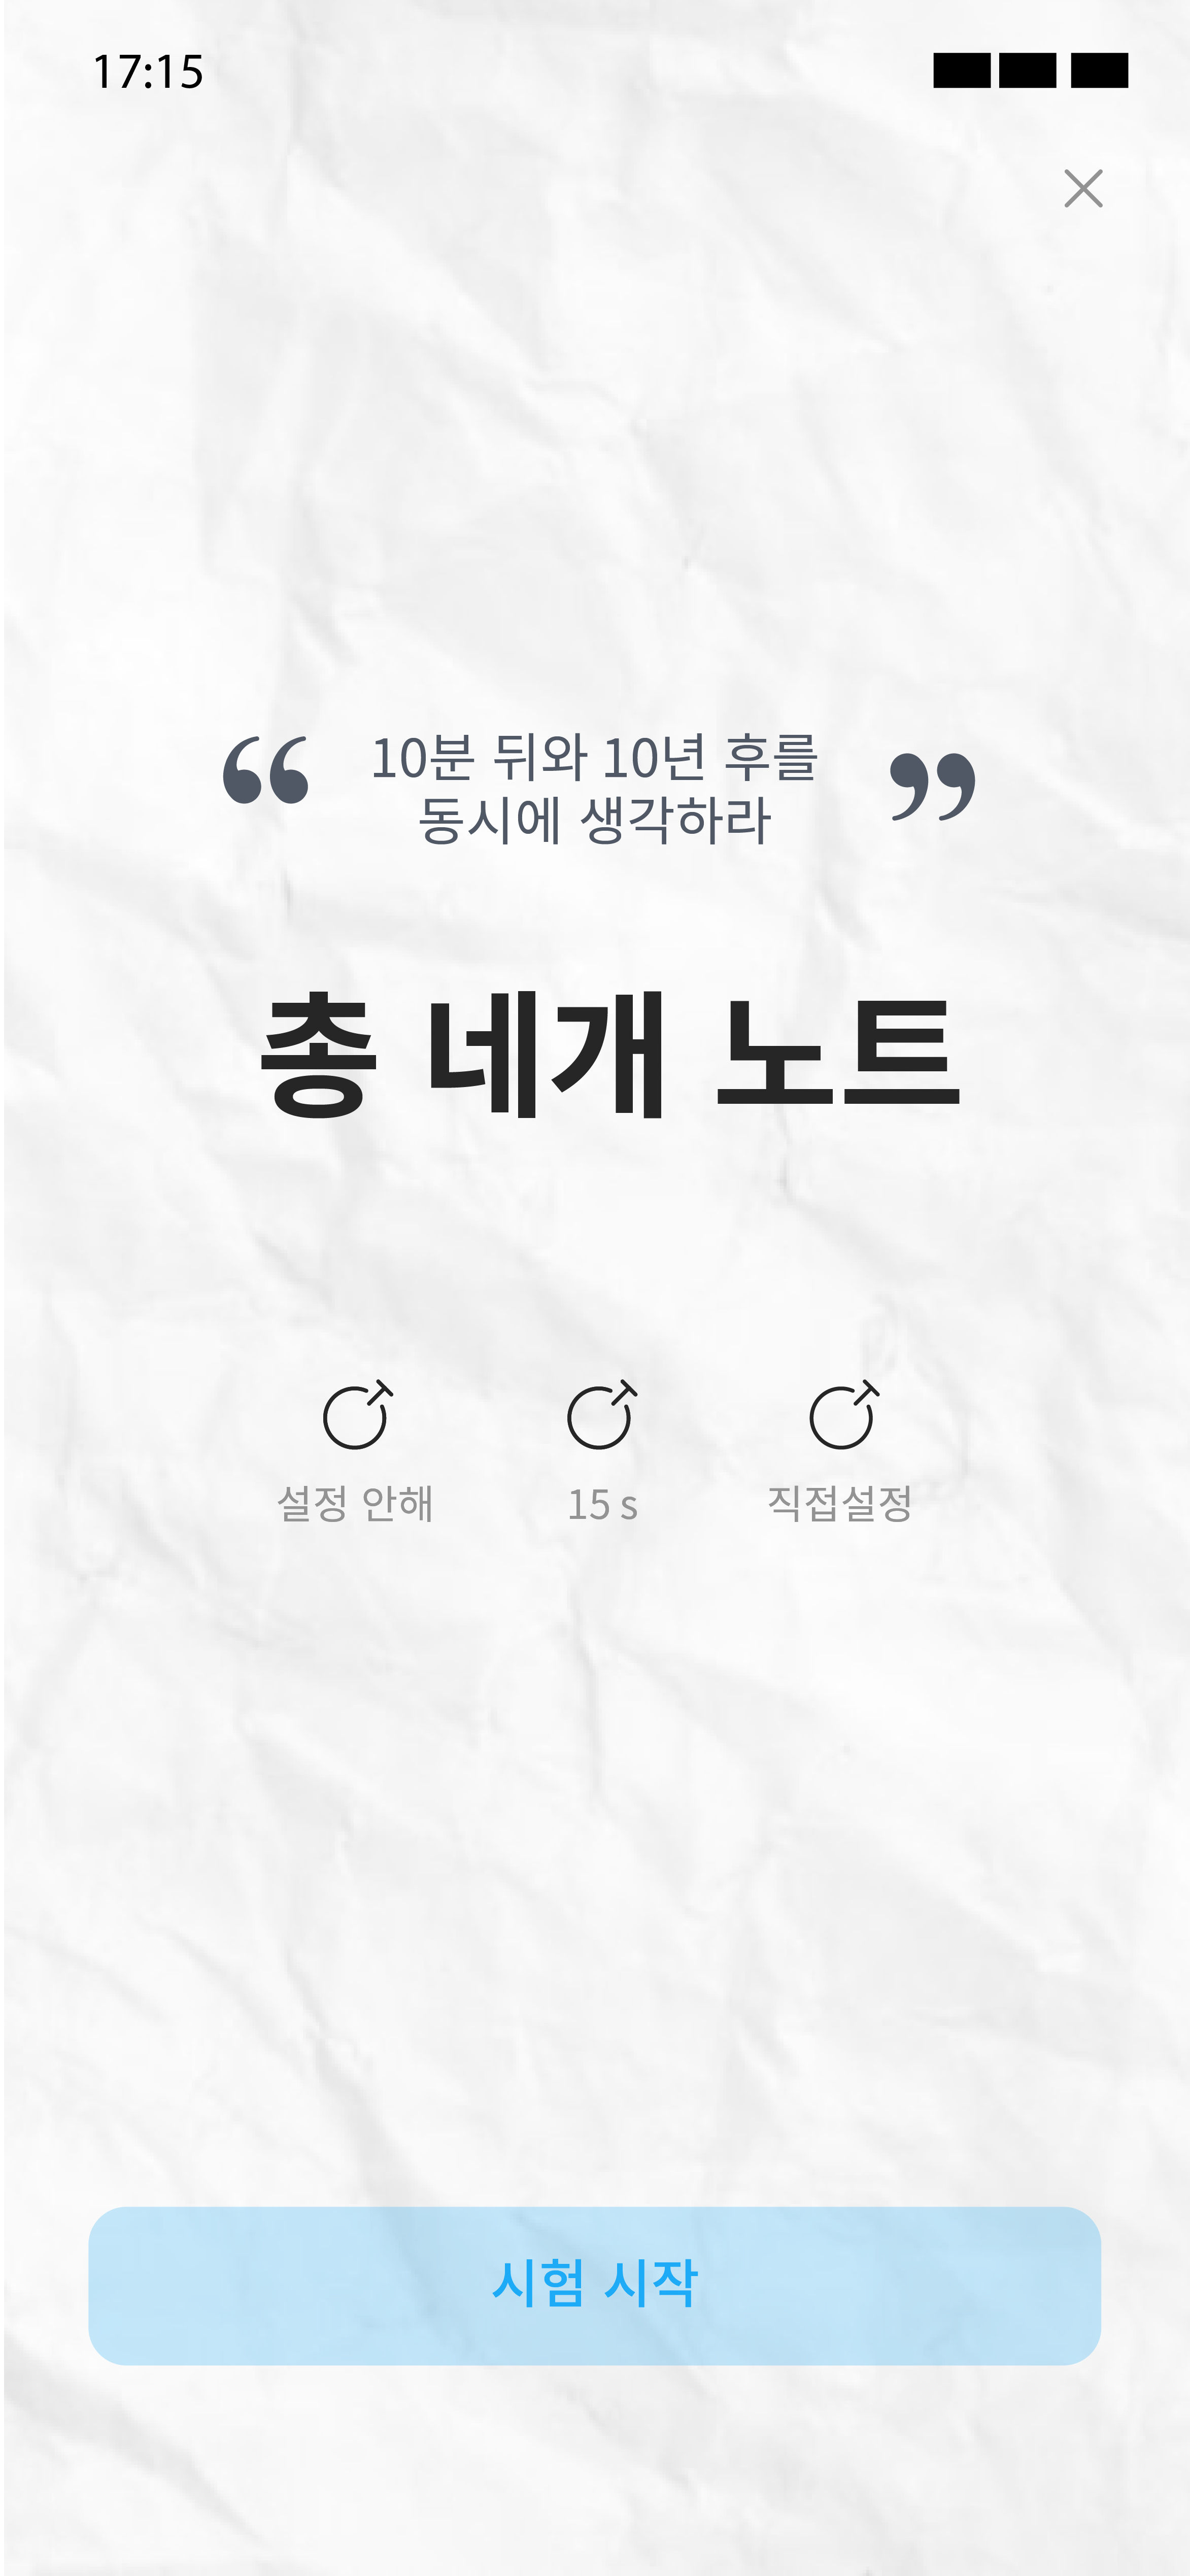 17:15
“ 10분 뒤와 10년 후를 ”
동시에 생각하라
총 네개 노트
설정 안해 15 s 직접설정
시험 시작